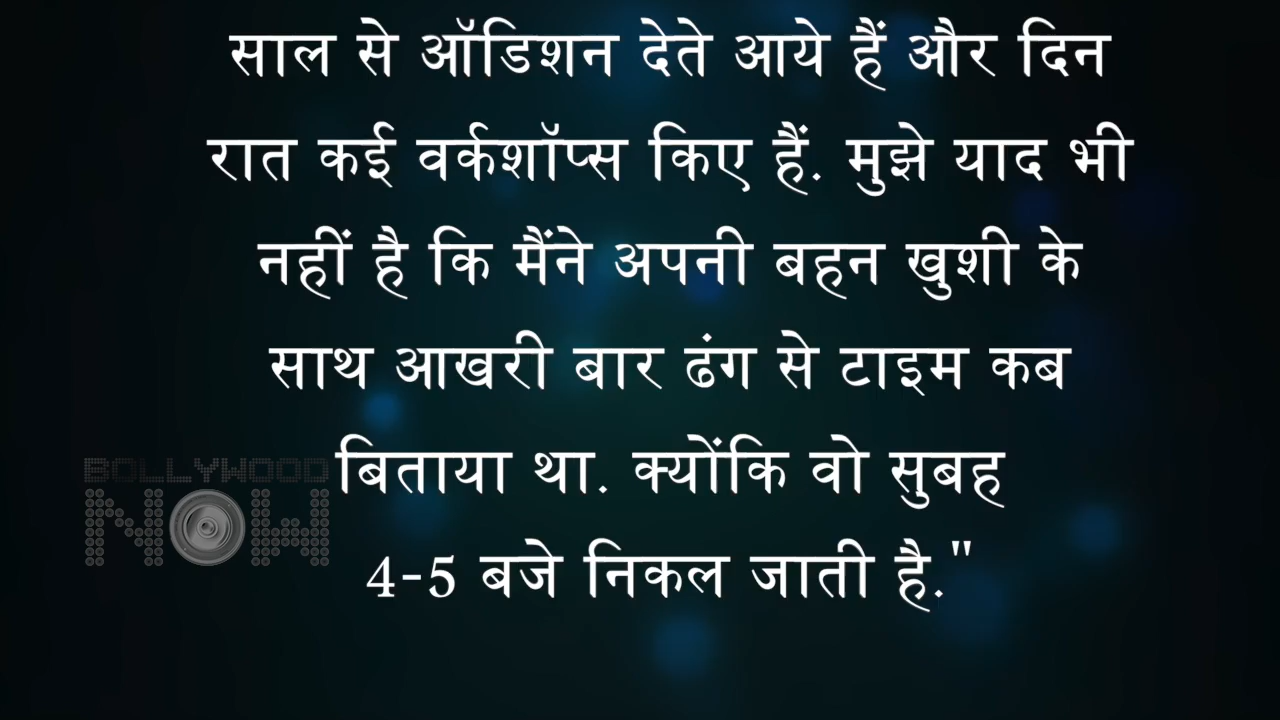 साल से ऑडिशन देते आये हैं और दिन
रात कई वर्कशॉप्स किए हैं. मुझे याद भी
नहीं है कि मैंने अपनी बहन खुशी के
साथ आखरी बार ढंग से टाइम कब
बिताया था. क्योंकि वो सुबह
4-5 बजे निकल जाती है."
BOLLYWOOD
NOW